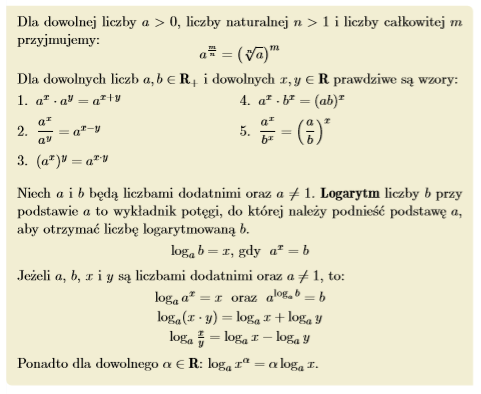 Dla dowolnej liczby a > 0, liczby naturalnej n > 1 i liczby całkowitej m
przyjmujemy:
a^{m/n} = (ⁿ√a)^m
Dla dowolnych liczb a, b ∈ R₊ i dowolnych x, y ∈ R prawdziwe są wzory:
1. a^x · a^y = a^{x+y}
2. a^x / a^y = a^{x−y}
3. (a^x)^y = a^{x·y}
4. a^x · b^x = (ab)^x
5. a^x / b^x = (a/b)^x
Niech a i b będą liczbami dodatnimi oraz a ≠ 1. Logarytm liczby b przy
podstawie a to wykładnik potęgi, do której należy podnieść podstawę a,
aby otrzymać liczbę logarytmowaną b.
log_a b = x, gdy a^x = b
Jeżeli a, b, x i y są liczbami dodatnimi oraz a ≠ 1, to:
log_a a^x = x oraz a^{log_a b} = b
log_a(x · y) = log_a x + log_a y
log_a x/y = log_a x − log_a y
Ponadto dla dowolnego α ∈ R: log_a x^α = α log_a x.